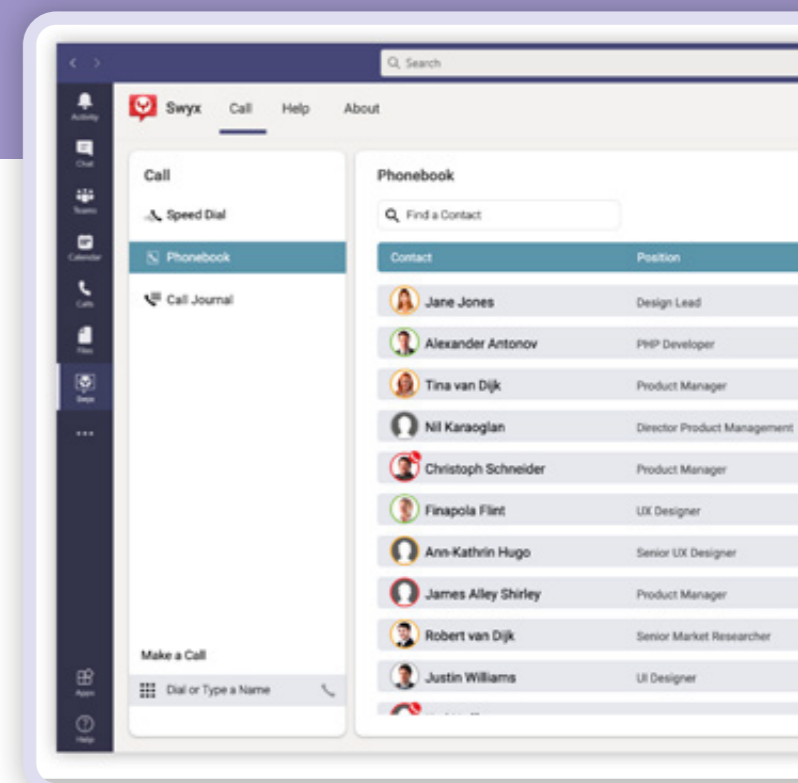 Search
Activity
Chat
Teams
Calendar
Calls
Files
Swyx
Apps
Help
Swyx Call Help About
Call
Speed Dial
Phonebook
Call Journal
Make a Call
Dial or Type a Name
Phonebook
Find a Contact
Contact Position
Jane Jones Design Lead
Alexander Antonov PHP Developer
Tina van Dijk Product Manager
Nil Karaoglan Director Product Management
Christoph Schneider Product Manager
Finapola Flint UX Designer
Ann-Kathrin Hugo Senior UX Designer
James Alley Shirley Product Manager
Robert van Dijk Senior Market Researcher
Justin Williams UI Designer